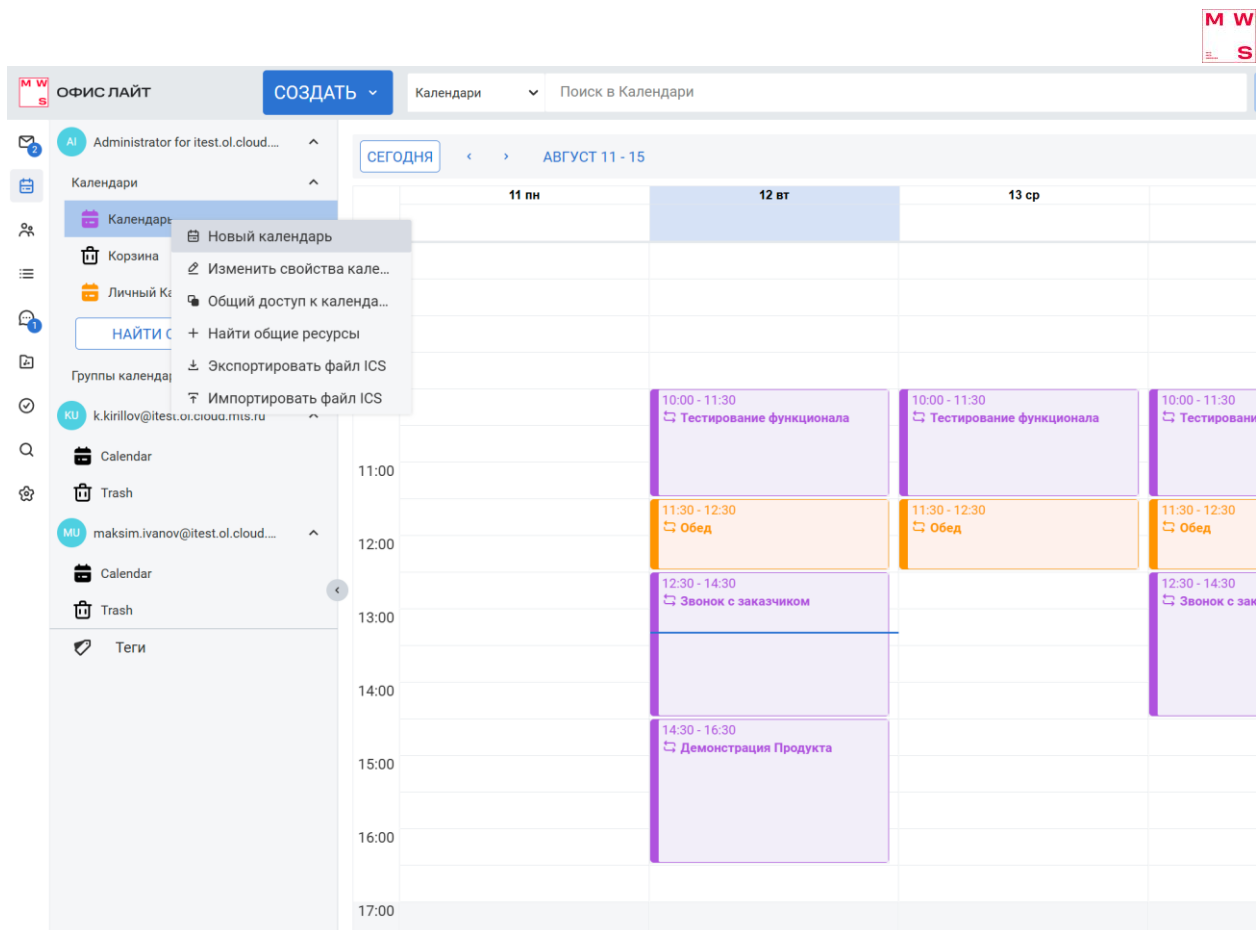 M W
S
M W
S
ОФИС ЛАЙТ
СОЗДАТЬ
Календари
Поиск в Календари
2
AI
Administrator for itest.ol.cloud....
Календари
Календарь
Корзина
Личный
НАЙТИ
Группы
Новый календарь
Изменить свойства кале...
Общий доступ к календа...
Найти общие ресурсы
Экспортировать файл ICS
Импортировать файл ICS
1
KU
k.kirillov@itest.ol.cloud.mts.ru
Calendar
Trash
MU
maksim.ivanov@itest.ol.cloud....
Calendar
Trash
Теги
СЕГОДНЯ
АВГУСТ 11 - 15
11 пн
12 вт
13 ср
11:00
12:00
13:00
14:00
15:00
16:00
17:00
10:00 - 11:30
Тестирование функционала
11:30 - 12:30
Обед
12:30 - 14:30
Звонок с заказчиком
14:30 - 16:30
Демонстрация Продукта
10:00 - 11:30
Тестирование функционала
11:30 - 12:30
Обед
10:00 - 11:30
Тестировани
11:30 - 12:30
Обед
12:30 - 14:30
Звонок с зак